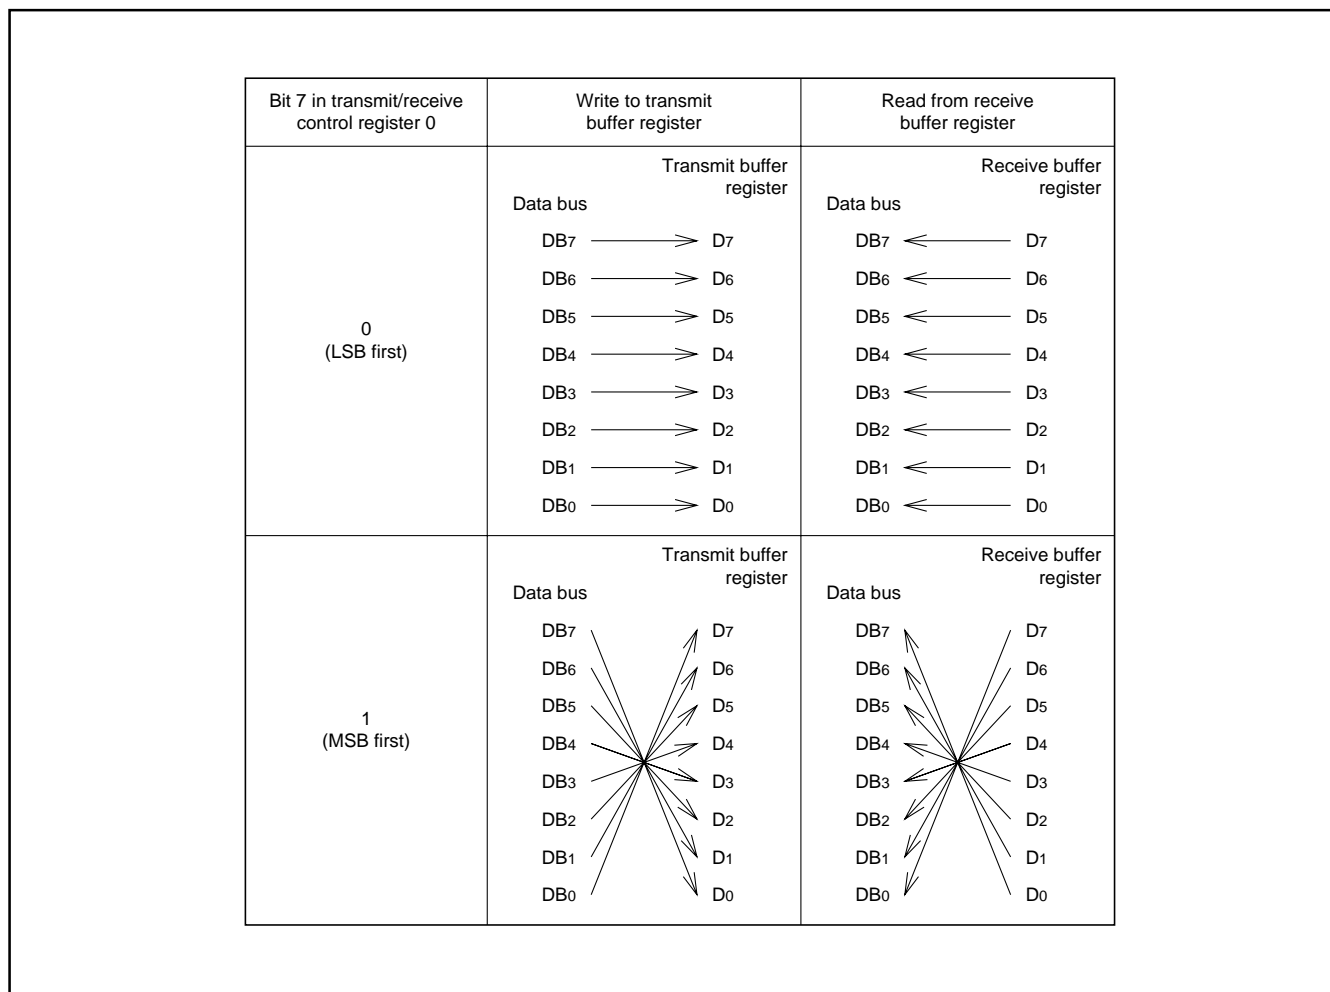 Bit 7 in transmit/receive
control register 0
Write to transmit
buffer register
Read from receive
buffer register
0
(LSB first)
Transmit buffer
register
Data bus
DB7 D7
DB6 D6
DB5 D5
DB4 D4
DB3 D3
DB2 D2
DB1 D1
DB0 D0
Receive buffer
register
Data bus
DB7 D7
DB6 D6
DB5 D5
DB4 D4
DB3 D3
DB2 D2
DB1 D1
DB0 D0
1
(MSB first)
Transmit buffer
register
Data bus
DB7 D7
DB6 D6
DB5 D5
DB4 D4
DB3 D3
DB2 D2
DB1 D1
DB0 D0
Receive buffer
register
Data bus
DB7 D7
DB6 D6
DB5 D5
DB4 D4
DB3 D3
DB2 D2
DB1 D1
DB0 D0